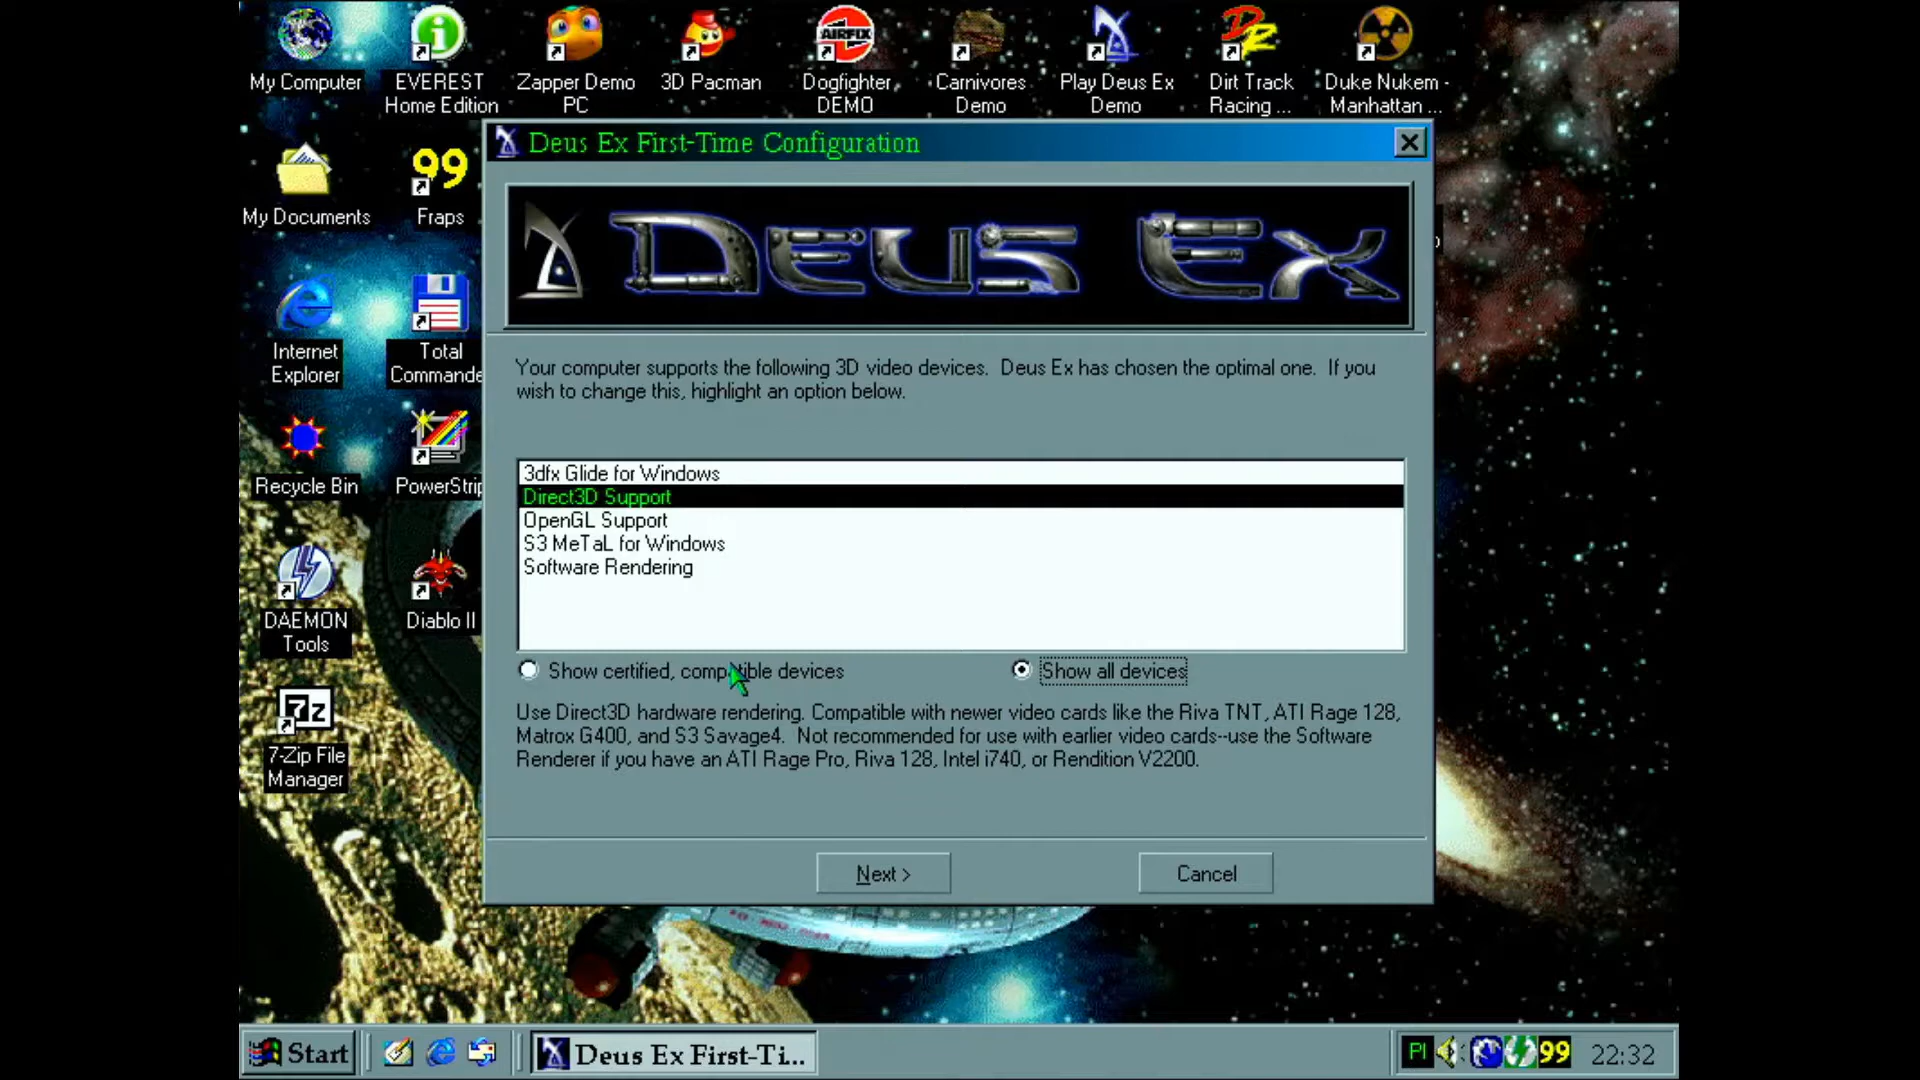 My Computer
EVEREST
Home Edition
Zapper Demo
PC
3D Pacman
AIRFIX
Dogfighter
DEMO
Carnivores
Demo
Play Deus Ex
Demo
Dirt Track
Racing ...
Duke Nukem -
Manhattan ...
Deus Ex First-Time Configuration
My Documents
99
Fraps
DEUS EX
Internet
Explorer
Total
Commande
Your computer supports the following 3D video devices. Deus Ex has chosen the optimal one. If you
wish to change this, highlight an option below.
3dfx Glide for Windows
Direct3D Support
OpenGL Support
S3 MeTaL for Windows
Software Rendering
Recycle Bin
PowerStrip
DAEMON
Tools
Diablo II
Show certified, compatible devices
Show all devices
Use Direct3D hardware rendering. Compatible with newer video cards like the Riva TNT, ATI Rage 128,
Matrox G400, and S3 Savage4. Not recommended for use with earlier video cards--use the Software
Renderer if you have an ATI Rage Pro, Riva 128, Intel i740, or Rendition V2200.
7z
7-Zip File
Manager
Next >
Cancel
Start
Deus Ex First-Ti...
Pl
99
22:32